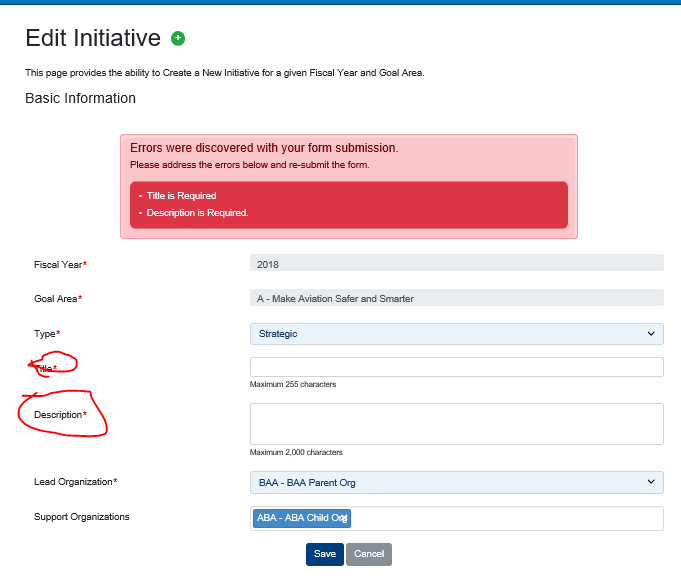 Edit Initiative
This page provides the ability to Create a New Initiative for a given Fiscal Year and Goal Area.
Basic Information
Errors were discovered with your form submission.
Please address the errors below and re-submit the form.
• Title is Required
• Description is Required.
Fiscal Year* 2018
Goal Area* A - Make Aviation Safer and Smarter
Type* Strategic
Title*
Maximum 255 characters
Description*
Maximum 2,000 characters
Lead Organization* BAA - BAA Parent Org
Support Organizations ABA - ABA Child Org
Save Cancel